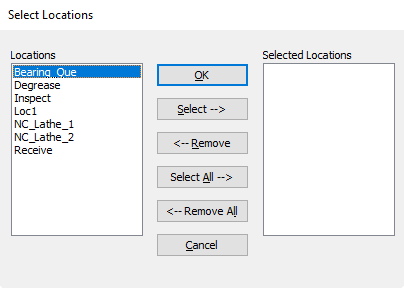 Select Locations
Locations
Selected Locations
Bearing_Que
Degrease
Inspect
Loc1
NC_Lathe_1
NC_Lathe_2
Receive
OK
Select -->
<-- Remove
Select All -->
<-- Remove All
Cancel